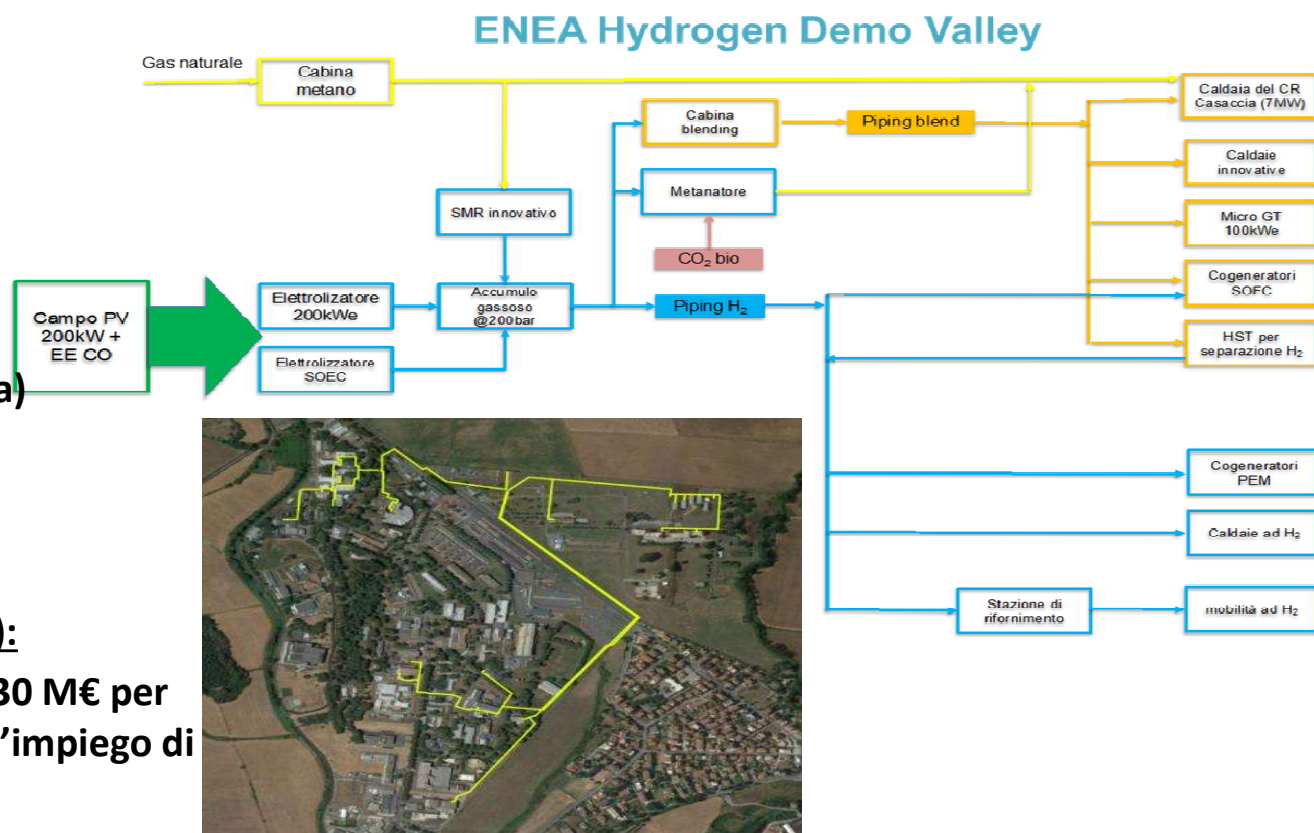 ENEA Hydrogen Demo Valley
Gas naturale
Cabina
metano
Caldaia del CR
Casaccia (7MW)
Cabina
blending
Piping blend
Caldaie
innovative
Metanatore
SMR innovativo
Micro GT
100kWe
CO₂ bio
Campo PV
200kW +
EE CO
Elettrolizatore
200kWe
Accumulo
gassoso
@200bar
Piping H₂
Cogeneratori
SOFC
Elettrolizzatore
SOEC
HST per
separazione H₂
a)
Cogeneratori
PEM
Caldaie ad H₂
Stazione di
rifornimento
mobilità ad H₂
):
30 M€ per
l’impiego di